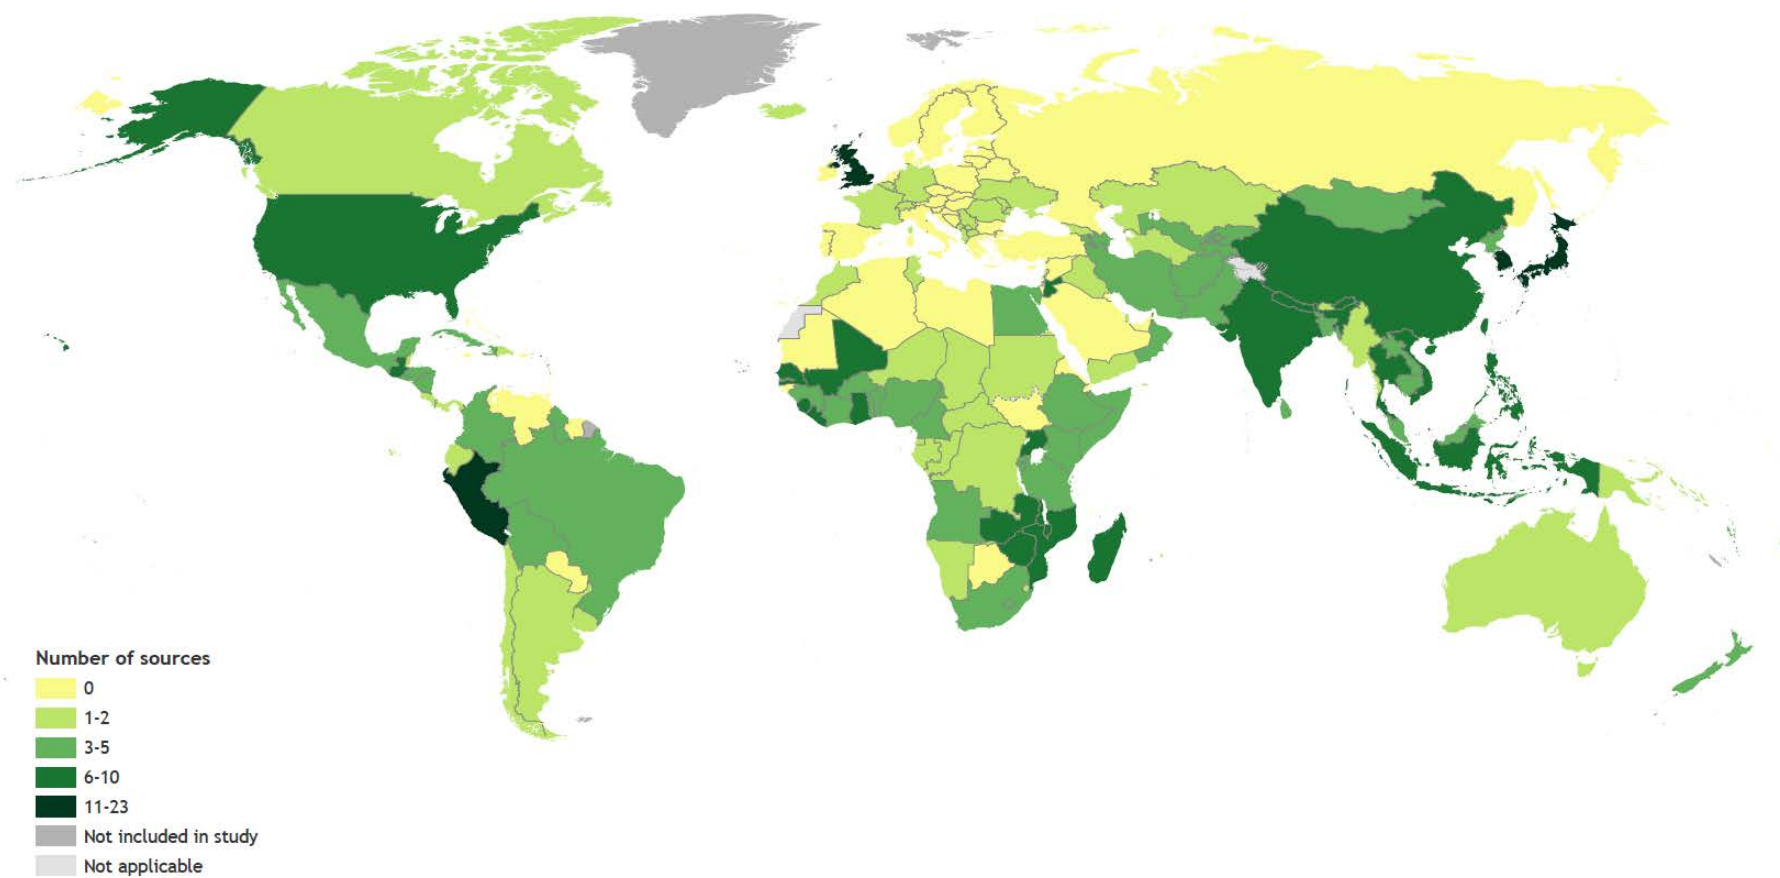 Number of sources
0
1-2
3-5
6-10
11-23
Not included in study
Not applicable